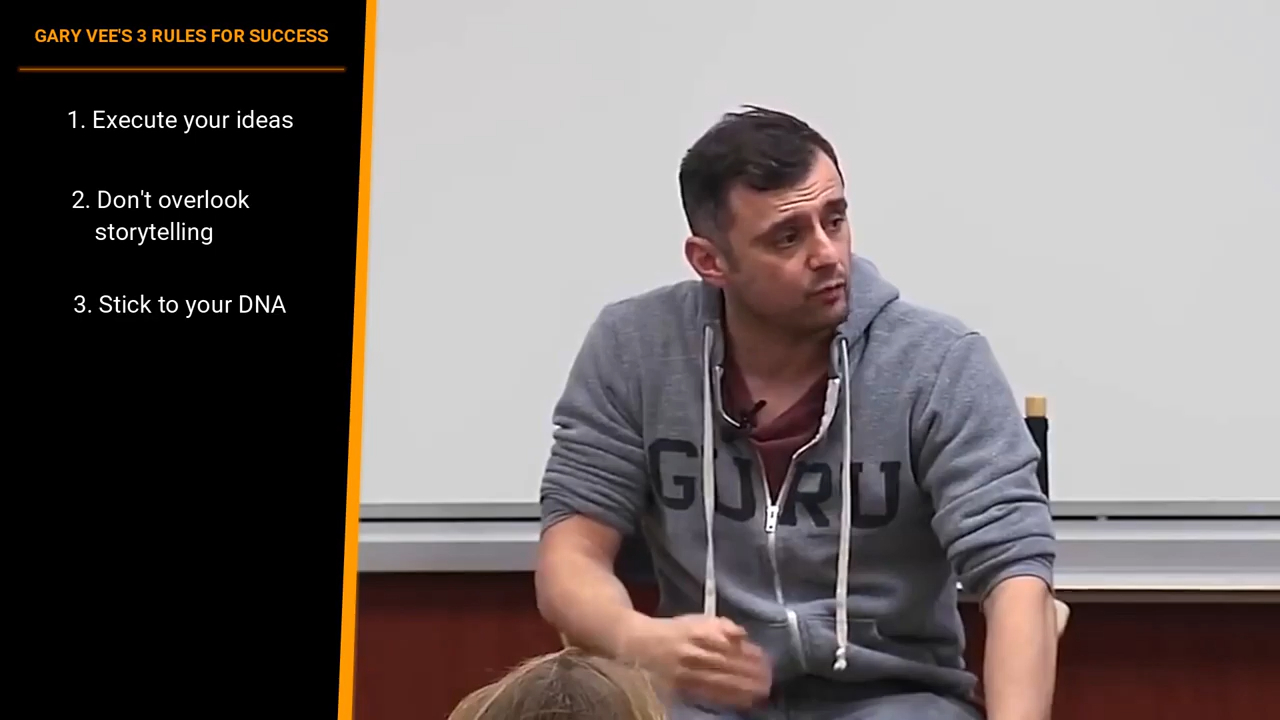 GARY VEE'S 3 RULES FOR SUCCESS
1. Execute your ideas
2. Don't overlook
storytelling
3. Stick to your DNA
GURU